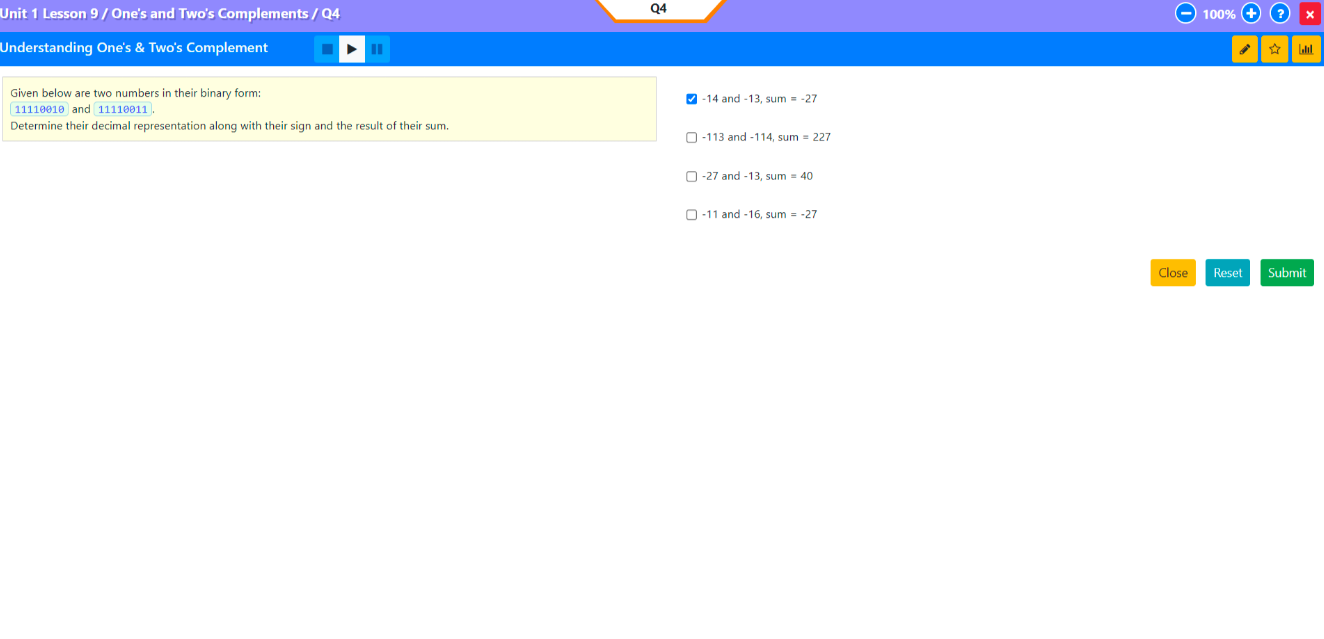 Unit 1 Lesson 9 / One's and Two's Complements / Q4
Q4
100%
?
×
Understanding One's & Two's Complement
Given below are two numbers in their binary form:
11110010 and 11110011.
Determine their decimal representation along with their sign and the result of their sum.
-14 and -13, sum = -27
-113 and -114, sum = 227
-27 and -13, sum = 40
-11 and -16, sum = -27
Close Reset Submit